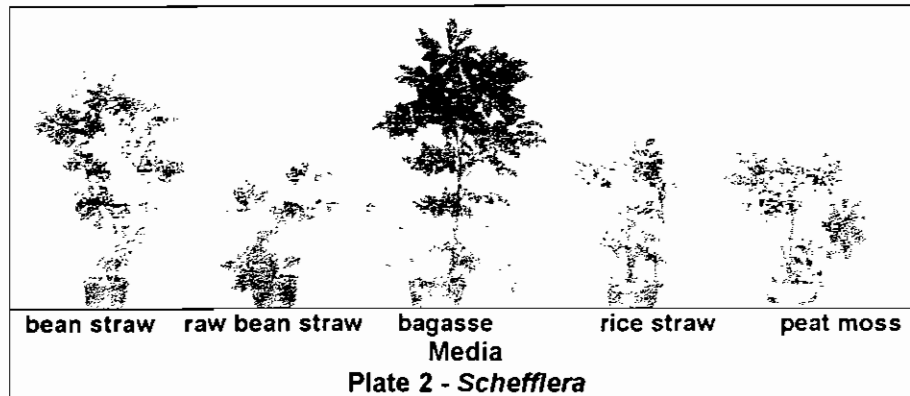 bean straw raw bean straw bagasse rice straw peat moss
Media
Plate 2 - Schefflera